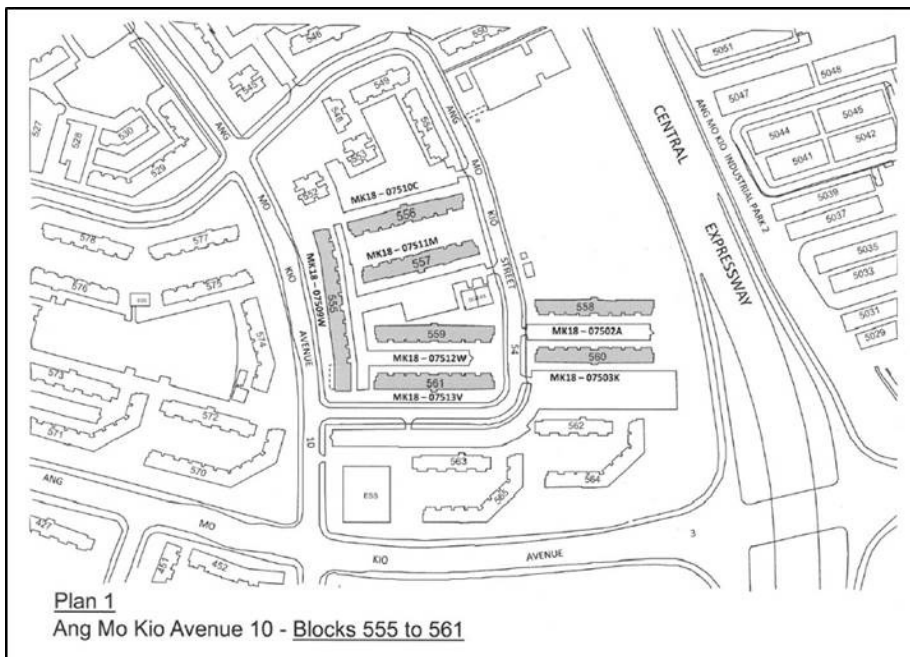 546
550
5051
5048
5047
545
549
548
554
ANG
5045
5044
5042
5041
527
528
530
529
ANG
MO
553
552
MK18 – 07510C
556
KIO
CENTRAL
ANG MO KIO INDUSTRIAL PARK 2
5039
5037
578
577
MO
MK18 – 07511M
557
STREET
EXPRESSWAY
5035
5033
5031
5029
576
575
KIO
MK18 – 07509W
555
558
MK18 – 07502A
574
559
54
560
MK18 – 07512W
MK18 – 07503K
573
AVENUE
561
MK18 – 07513V
572
571
10
562
570
563
564
565
ESS
ANG
MO
KIO
AVENUE
3
427
451
452
Plan 1
Ang Mo Kio Avenue 10 - Blocks 555 to 561